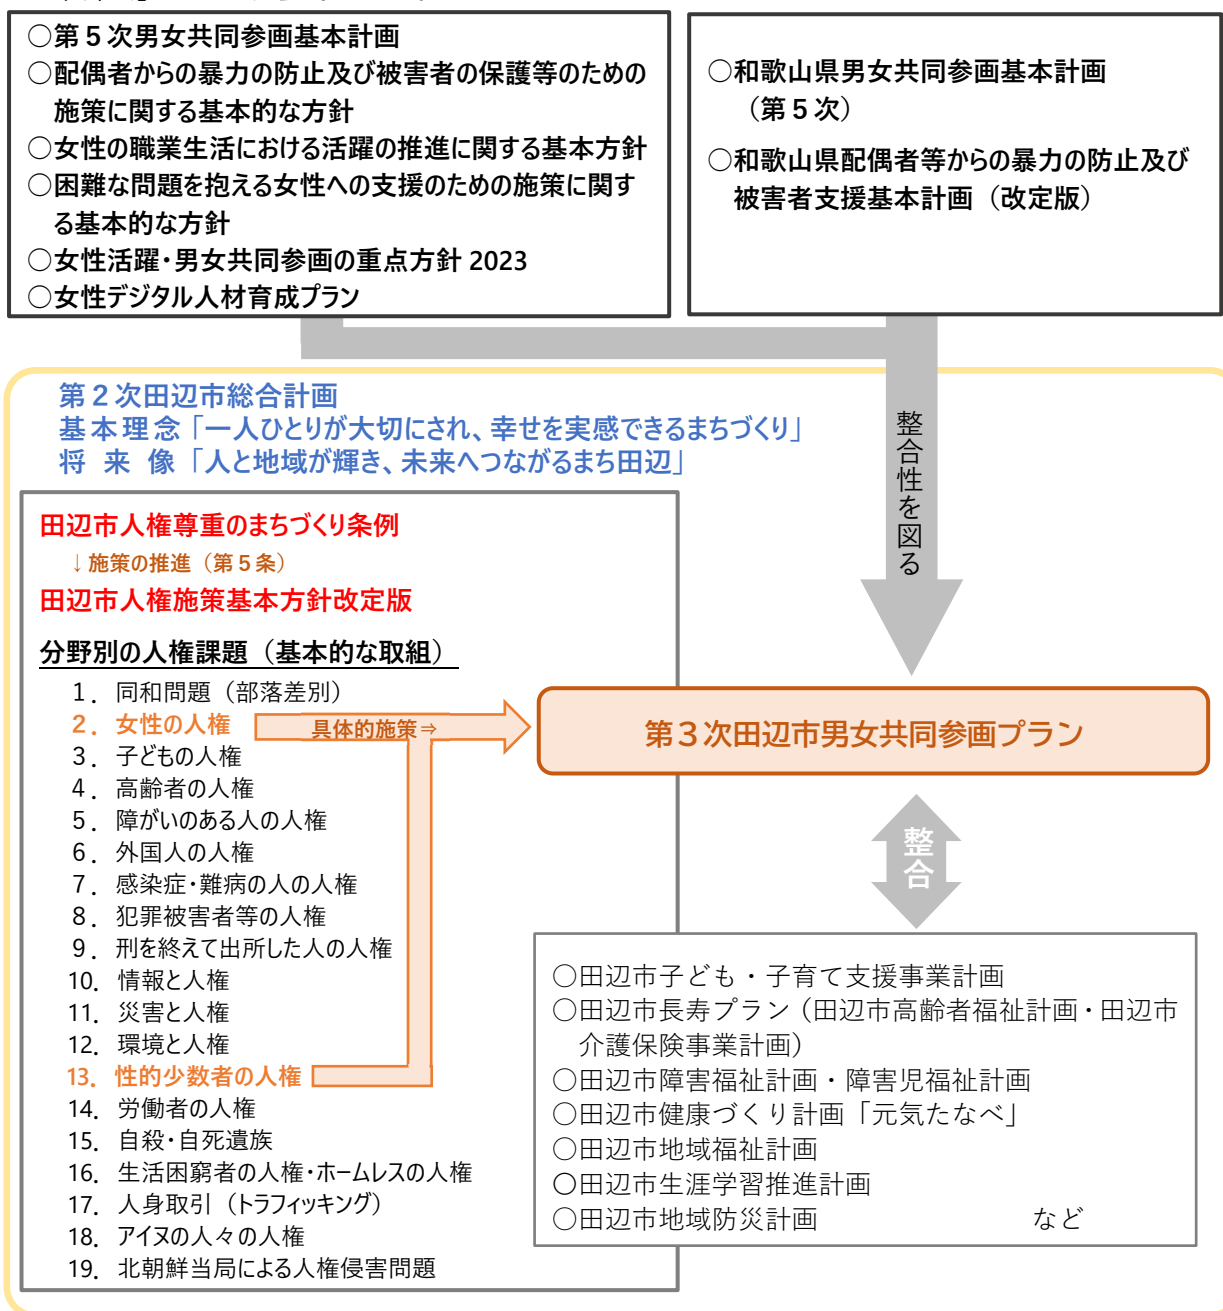 ○第５次男女共同参画基本計画
○配偶者からの暴力の防止及び被害者の保護等のための
施策に関する基本的な方針
○女性の職業生活における活躍の推進に関する基本方針
○困難な問題を抱える女性への支援のための施策に関す
る基本的な方針
○女性活躍・男女共同参画の重点方針 2023
○女性デジタル人材育成プラン
○和歌山県男女共同参画基本計画
（第５次）
○和歌山県配偶者等からの暴力の防止及び
被害者支援基本計画（改定版）
整合性を図る
第２次田辺市総合計画
基本理念「一人ひとりが大切にされ、幸せを実感できるまちづくり」
将 来 像「人と地域が輝き、未来へつながるまち田辺」
田辺市人権尊重のまちづくり条例
↓施策の推進（第５条）
田辺市人権施策基本方針改定版
分野別の人権課題（基本的な取組）
１．同和問題（部落差別）
２．女性の人権
３．子どもの人権
４．高齢者の人権
５．障がいのある人の人権
６．外国人の人権
７．感染症・難病の人の人権
８．犯罪被害者等の人権
９．刑を終えて出所した人の人権
10．情報と人権
11．災害と人権
12．環境と人権
13．性的少数者の人権
14．労働者の人権
15．自殺・自死遺族
16．生活困窮者の人権・ホームレスの人権
17．人身取引（トラフィッキング）
18．アイヌの人々の人権
19．北朝鮮当局による人権侵害問題
具体的施策⇒
第３次田辺市男女共同参画プラン
整合
○田辺市子ども・子育て支援事業計画
○田辺市長寿プラン（田辺市高齢者福祉計画・田辺市
介護保険事業計画）
○田辺市障害福祉計画・障害児福祉計画
○田辺市健康づくり計画「元気たなべ」
○田辺市地域福祉計画
○田辺市生涯学習推進計画
○田辺市地域防災計画 など